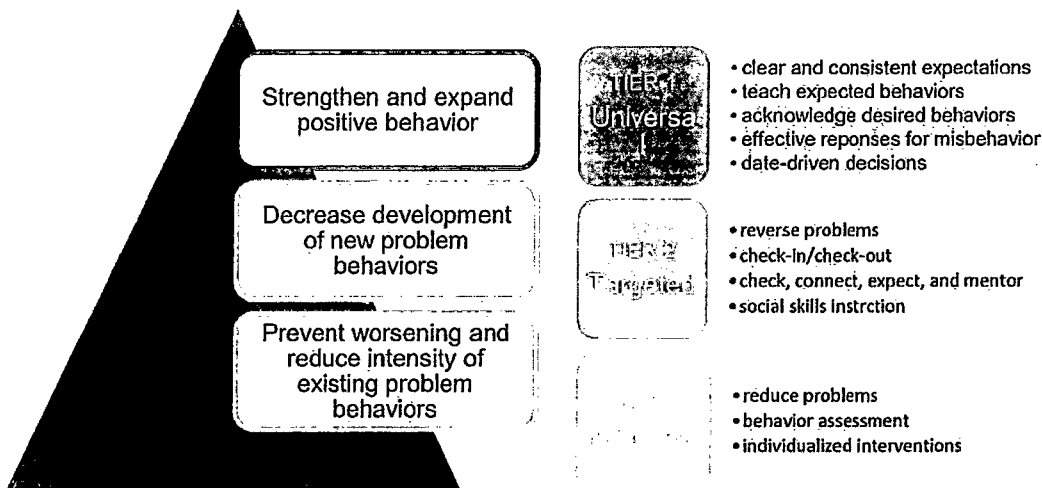 Strengthen and expand
positive behavior
TIER 1
Universa
l
• clear and consistent expectations
• teach expected behaviors
• acknowledge desired behaviors
• effective reponses for misbehavior
• date-driven decisions
Decrease development
of new problem
behaviors
TIER 2
Targeted
• reverse problems
• check-in/check-out
• check, connect, expect, and mentor
• social skills instrction
Prevent worsening and
reduce intensity of
existing problem
behaviors
• reduce problems
• behavior assessment
• individualized interventions